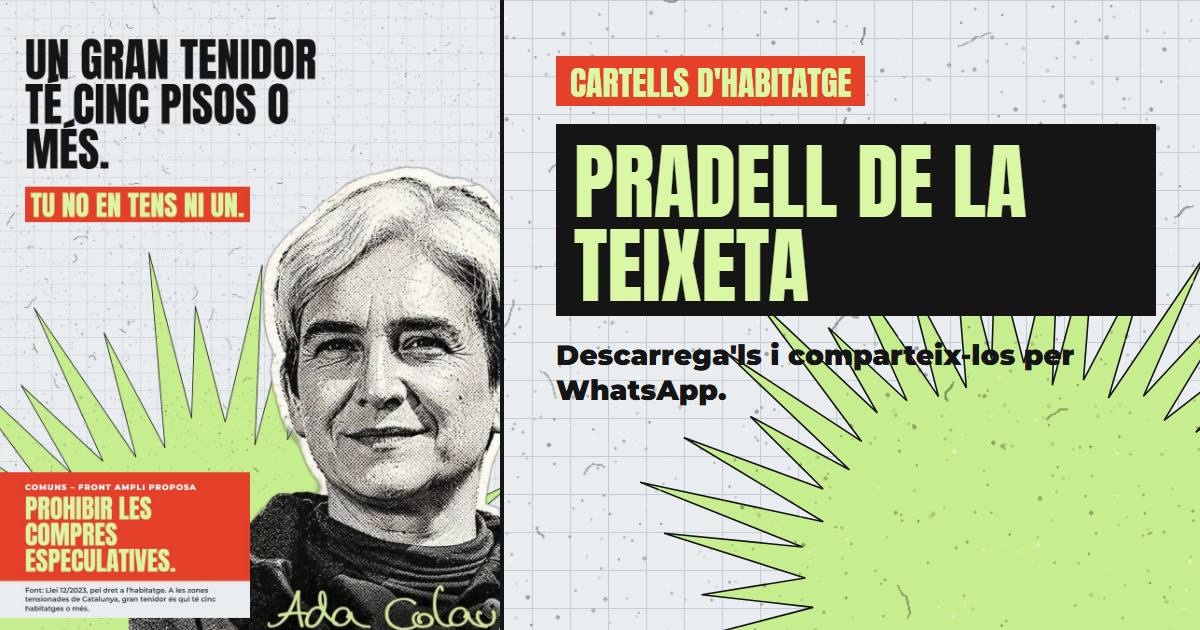 UN GRAN TENIDOR
TÉ CINC PISOS O
MÉS.
TU NO EN TENS NI UN.
COMUNS – FRONT AMPLI PROPOSA
PROHIBIR LES
COMPRES
ESPECULATIVES.
Font: Llei 12/2023, pel dret a l'habitatge. A les zones
tensionades de Catalunya, gran tenidor és qui té cinc
habitatges o més.
Ada Colau
CARTELLS D'HABITATGE
PRADELL DE LA
TEIXETA
Descarrega'ls i comparteix-los per
WhatsApp.